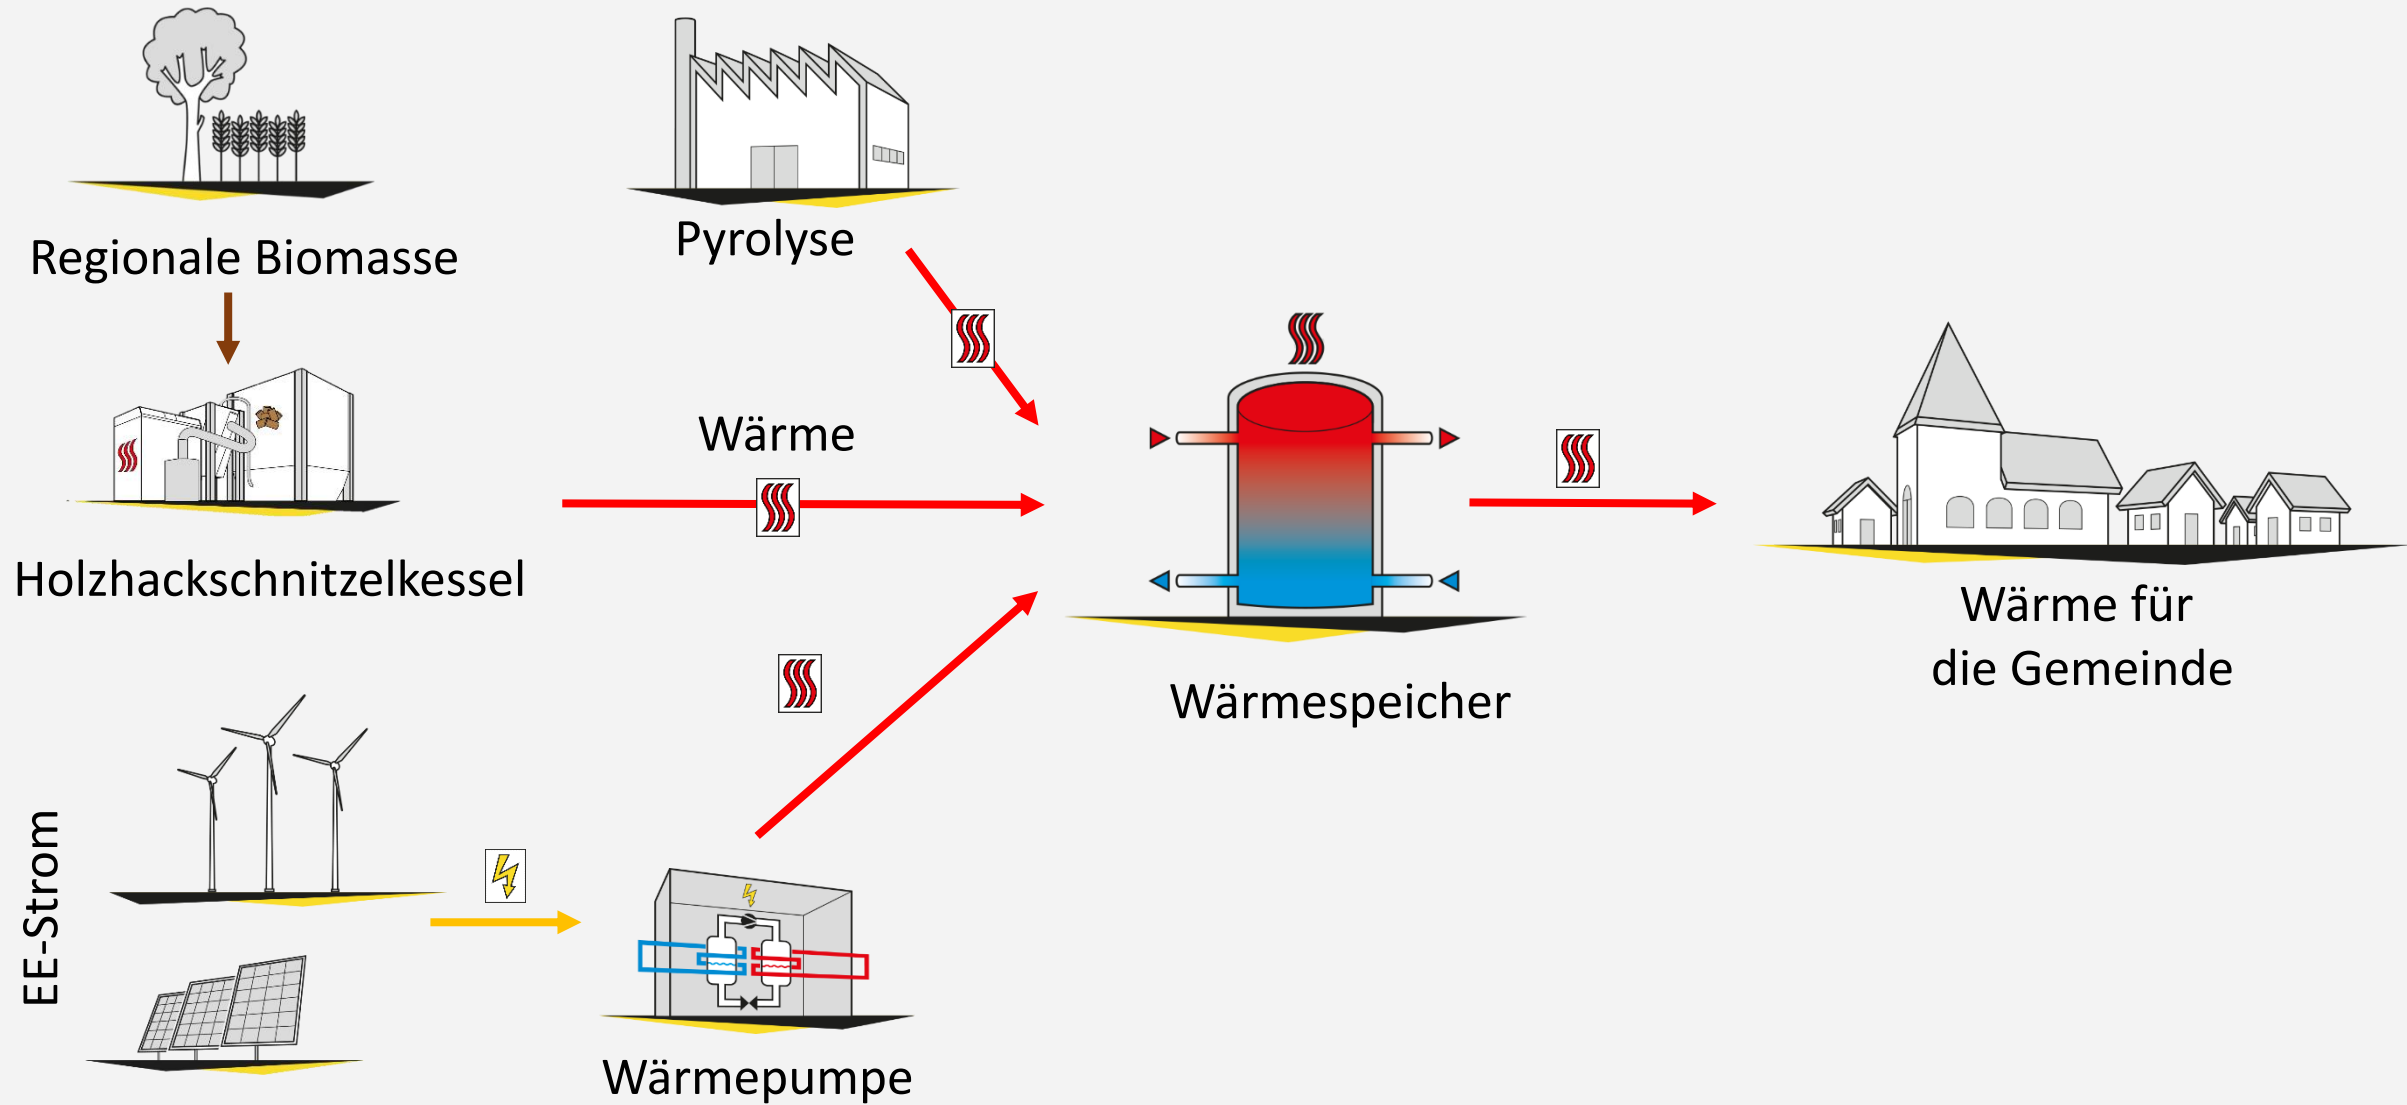 Regionale Biomasse
Pyrolyse
Wärme
Holzhackschnitzelkessel
Wärmespeicher
Wärme für
die Gemeinde
EE-Strom
Wärmepumpe